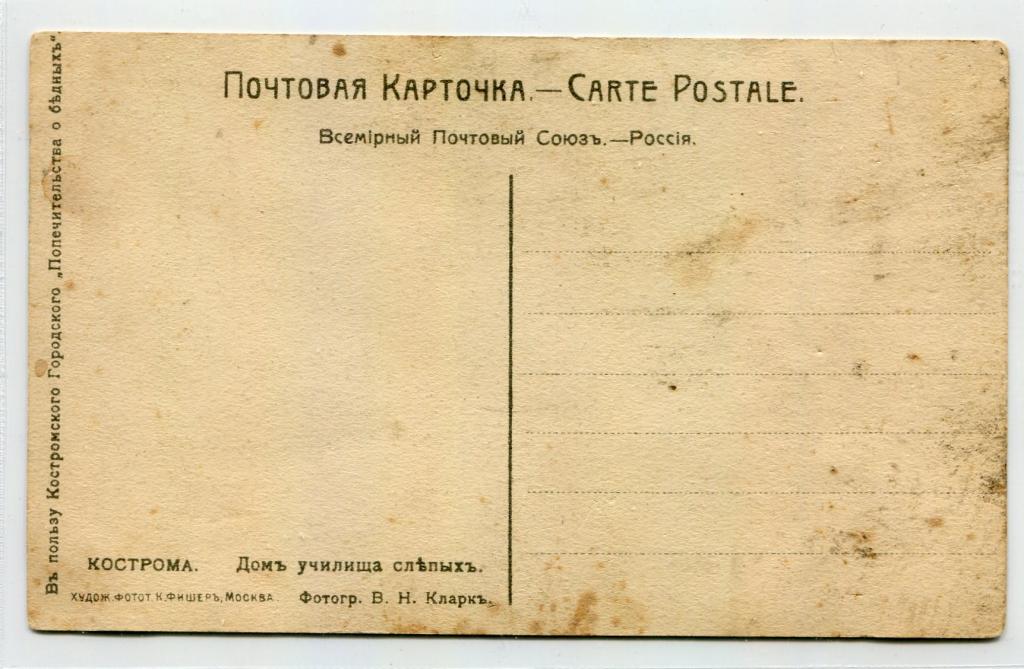 Почтовая Карточка.—Carte Postale.
Всемірный Почтовый Союзъ.—Россія.
Въ пользу Костромского Городского „Попечительства о бѣдныхъ“.
КОСТРОМА. Домъ училища слѣпыхъ.
Худож. фотот. К. Фишеръ, Москва. Фотогр. В. Н. Кларкъ.